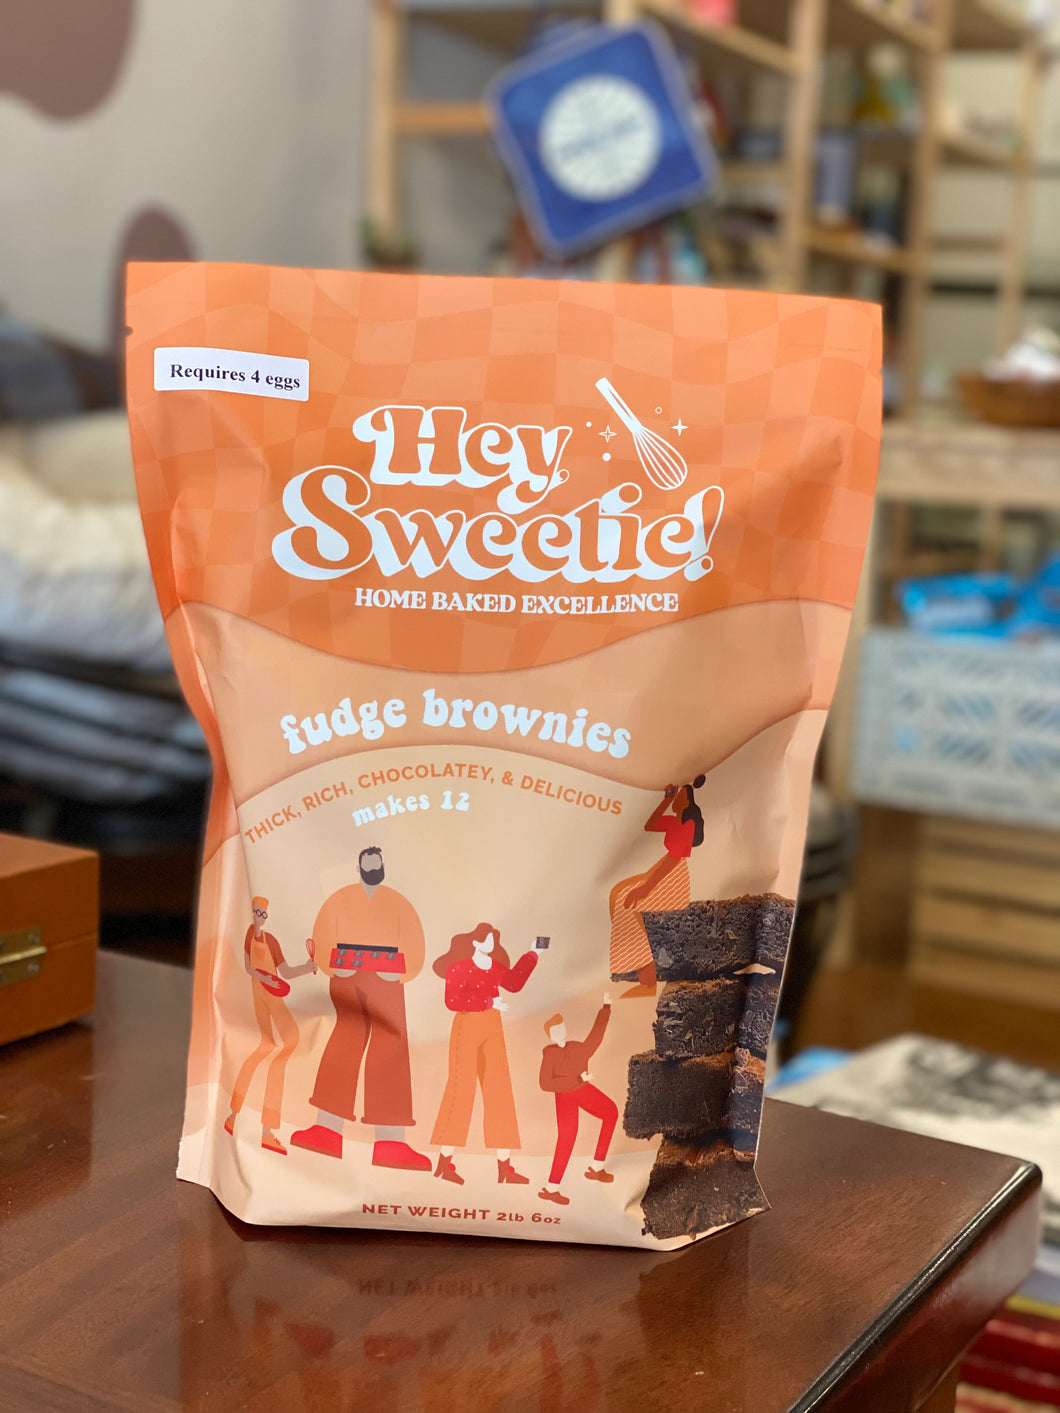 Requires 4 eggs
Hey
Sweetie!
HOME BAKED EXCELLENCE
fudge brownies
THICK, RICH, CHOCOLATEY, & DELICIOUS
makes 12
NET WEIGHT 2lb 6oz